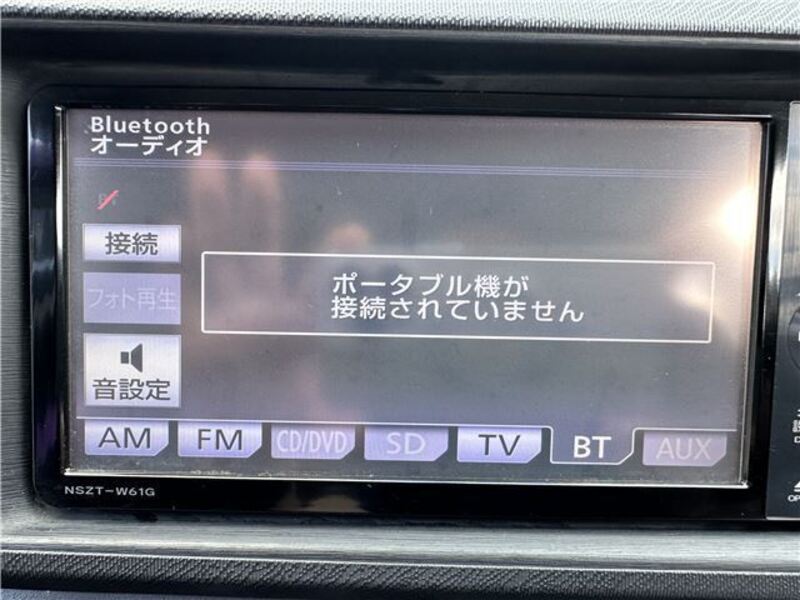 Bluetooth
オーディオ
接続
フォト再生
ポータブル機が
接続されていません
音設定
AM FM CD/DVD SD TV BT AUX
NSZT-W61G